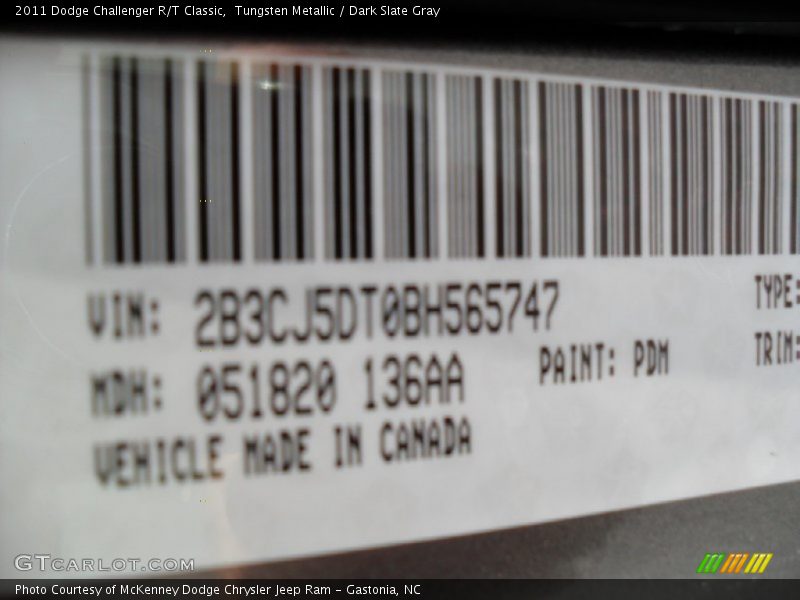 2011 Dodge Challenger R/T Classic,  Tungsten Metallic / Dark Slate Gray
VIN: 2B3CJ5DT0BH565747
TYPE:
MDH: 051820 136AA
PAINT: PDM
TRIM:
VEHICLE MADE IN CANADA
GTCARLOT.COM
Photo Courtesy of McKenney Dodge Chrysler Jeep Ram – Gastonia, NC